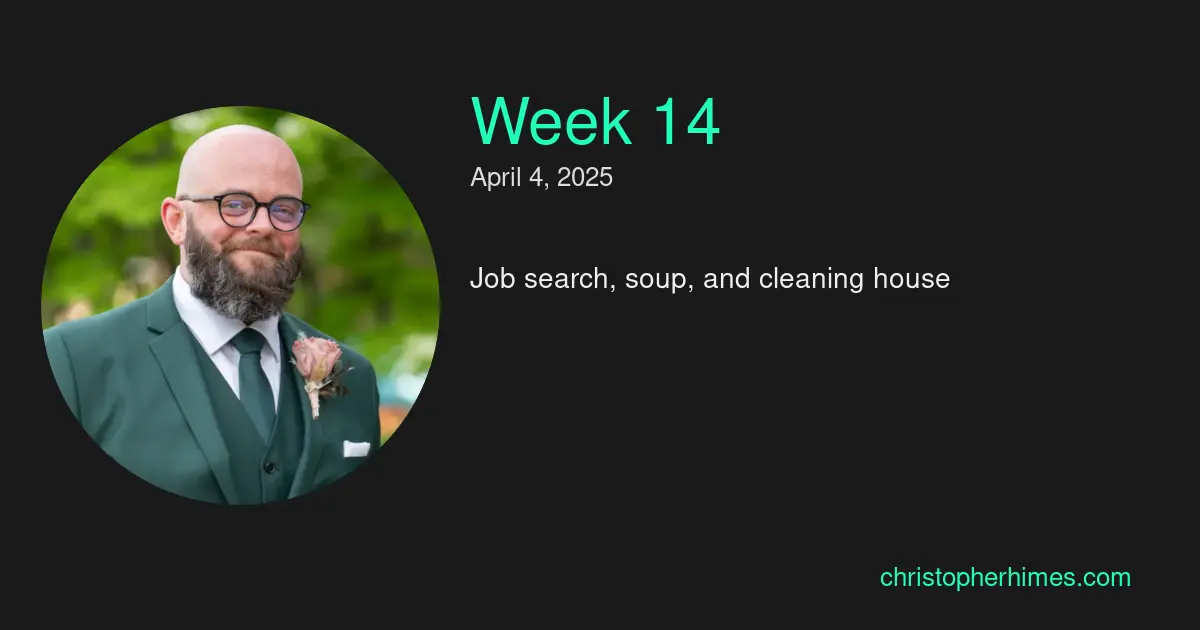 Week 14
April 4, 2025
Job search, soup, and cleaning house
christopherhimes.com